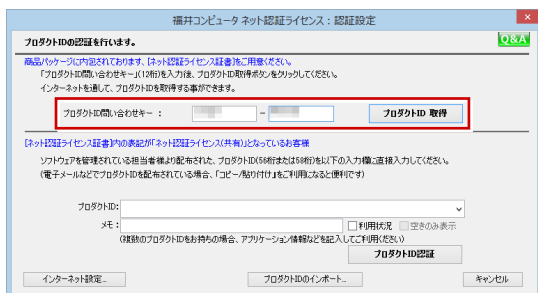 福井コンピュータ ネット認証ライセンス：認証設定
×
プロダクトIDの認証を行います。
Q&A
商品パッケージに内包されております、[ネット認証ライセンス証書]をご用意ください。
「プロダクトID問い合わせキー」(12桁)を入力後、プロダクトID取得ボタンをクリックしてください。
インターネットを通して、プロダクトIDを取得する事ができます。
プロダクトID問い合わせキー：
-
プロダクトID 取得
[ネット認証ライセンス証書]内の表記が「ネット認証ライセンス(共有)」となっているお客様
ソフトウェアを管理されている担当者様より配布された、プロダクトID(56桁または58桁)を以下の入力欄に直接入力してください。
(電子メールなどでプロダクトIDを配布されている場合、「コピー/貼り付け」をご利用になると便利です)
プロダクトID:
メモ：
利用状況
空きのみ表示
(複数のプロダクトIDをお持ちの場合、アプリケーション情報などを記入してご利用ください)
プロダクトID認証
インターネット設定...
プロダクトIDのインポート...
キャンセル